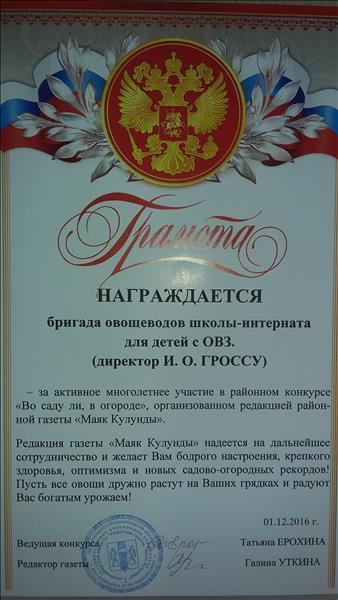 Грамота
НАГРАЖДАЕТСЯ
бригада овощеводов школы-интерната
для детей с ОВЗ.
(директор И. О. ГРОССУ)
– за активное многолетнее участие в районном конкурсе
«Во саду ли, в огороде», организованном редакцией район-
ной газеты «Маяк Кулунды».
Редакция газеты «Маяк Кулунды» надеется на дальнейшее
сотрудничество и желает Вам бодрого настроения, крепкого
здоровья, оптимизма и новых садово-огородных рекордов!
Пусть все овощи дружно растут на Ваших грядках и радуют
Вас богатым урожаем!
01.12.2016 г.
Ведущая конкурса Татьяна ЕРОХИНА
Редактор газеты Галина УТКИНА